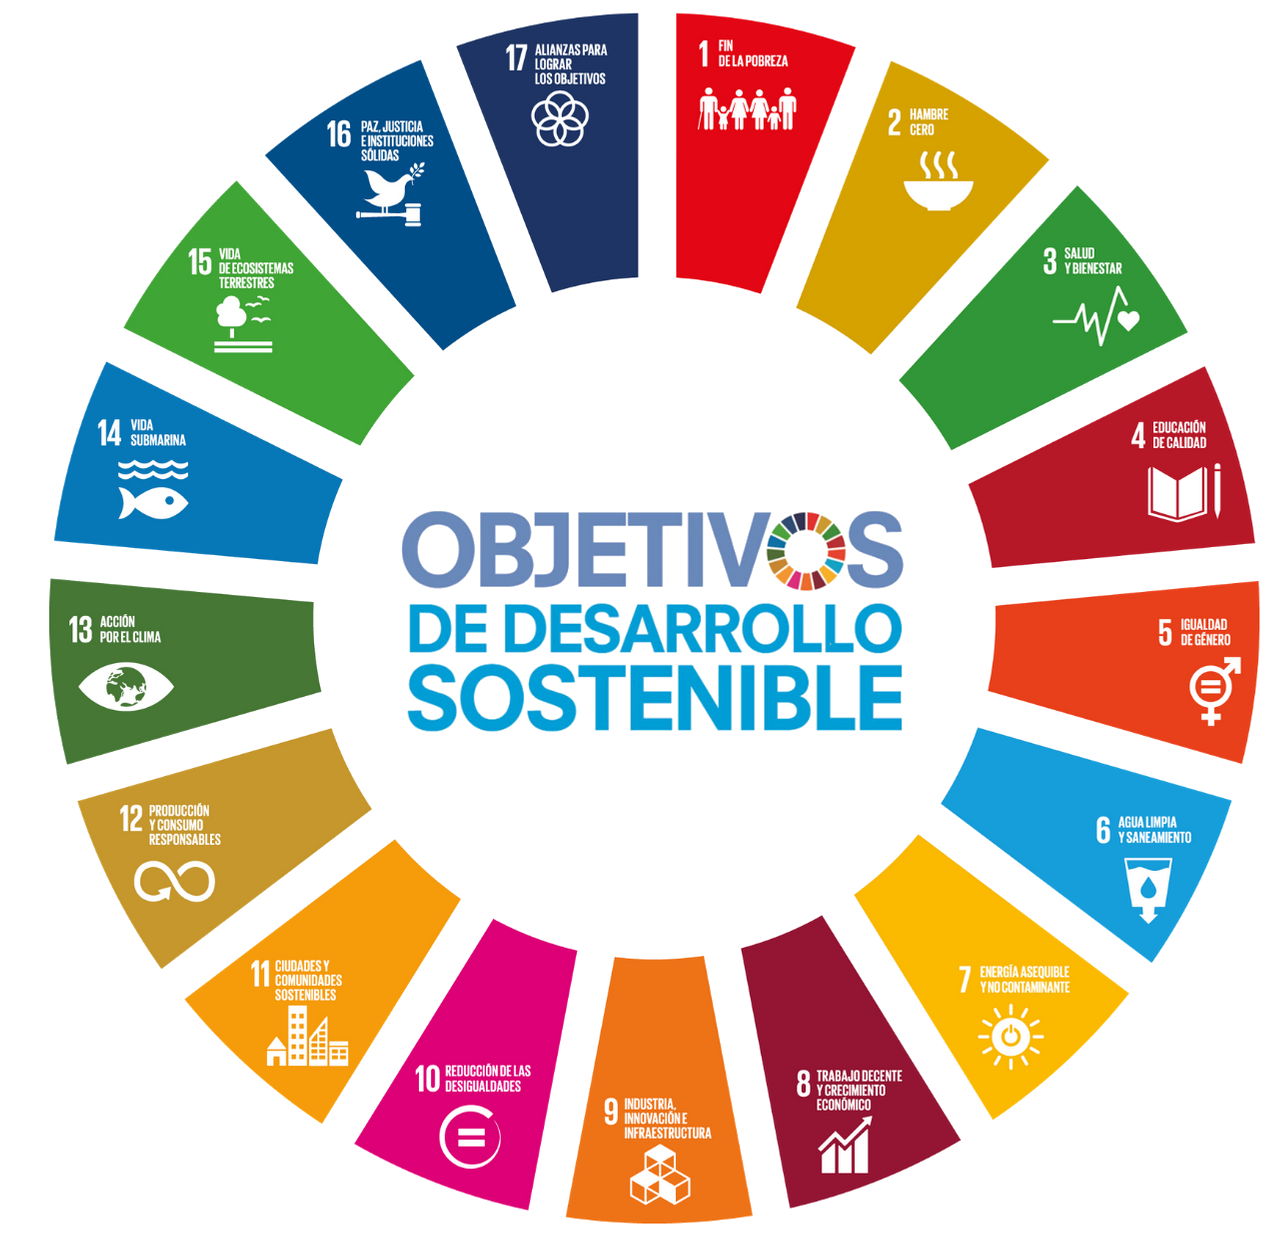 1 FIN
DE LA POBREZA
2 HAMBRE
CERO
3 SALUD
Y BIENESTAR
4 EDUCACIÓN
DE CALIDAD
5 IGUALDAD
DE GÉNERO
6 AGUA LIMPIA
Y SANEAMIENTO
7 ENERGÍA ASEQUIBLE
Y NO CONTAMINANTE
8 TRABAJO DECENTE
Y CRECIMIENTO
ECONÓMICO
9 INDUSTRIA,
INNOVACIÓN E
INFRAESTRUCTURA
10 REDUCCIÓN DE LAS
DESIGUALDADES
11 CIUDADES Y
COMUNIDADES
SOSTENIBLES
12 PRODUCCIÓN
Y CONSUMO
RESPONSABLES
13 ACCIÓN
POR EL CLIMA
14 VIDA
SUBMARINA
15 VIDA
DE ECOSISTEMAS
TERRESTRES
16 PAZ, JUSTICIA
E INSTITUCIONES
SÓLIDAS
17 ALIANZAS PARA
LOGRAR
LOS OBJETIVOS
OBJETIVOS
DE DESARROLLO
SOSTENIBLE